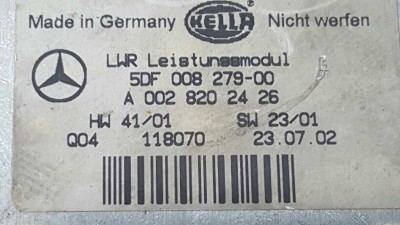 Made in Germany HELLA Nicht werfen
LWR Leistungsmodul
5DF 008 279-00
A 002 820 24 26
HW 41/01 SW 23/01
Q04 118070 23.07.02